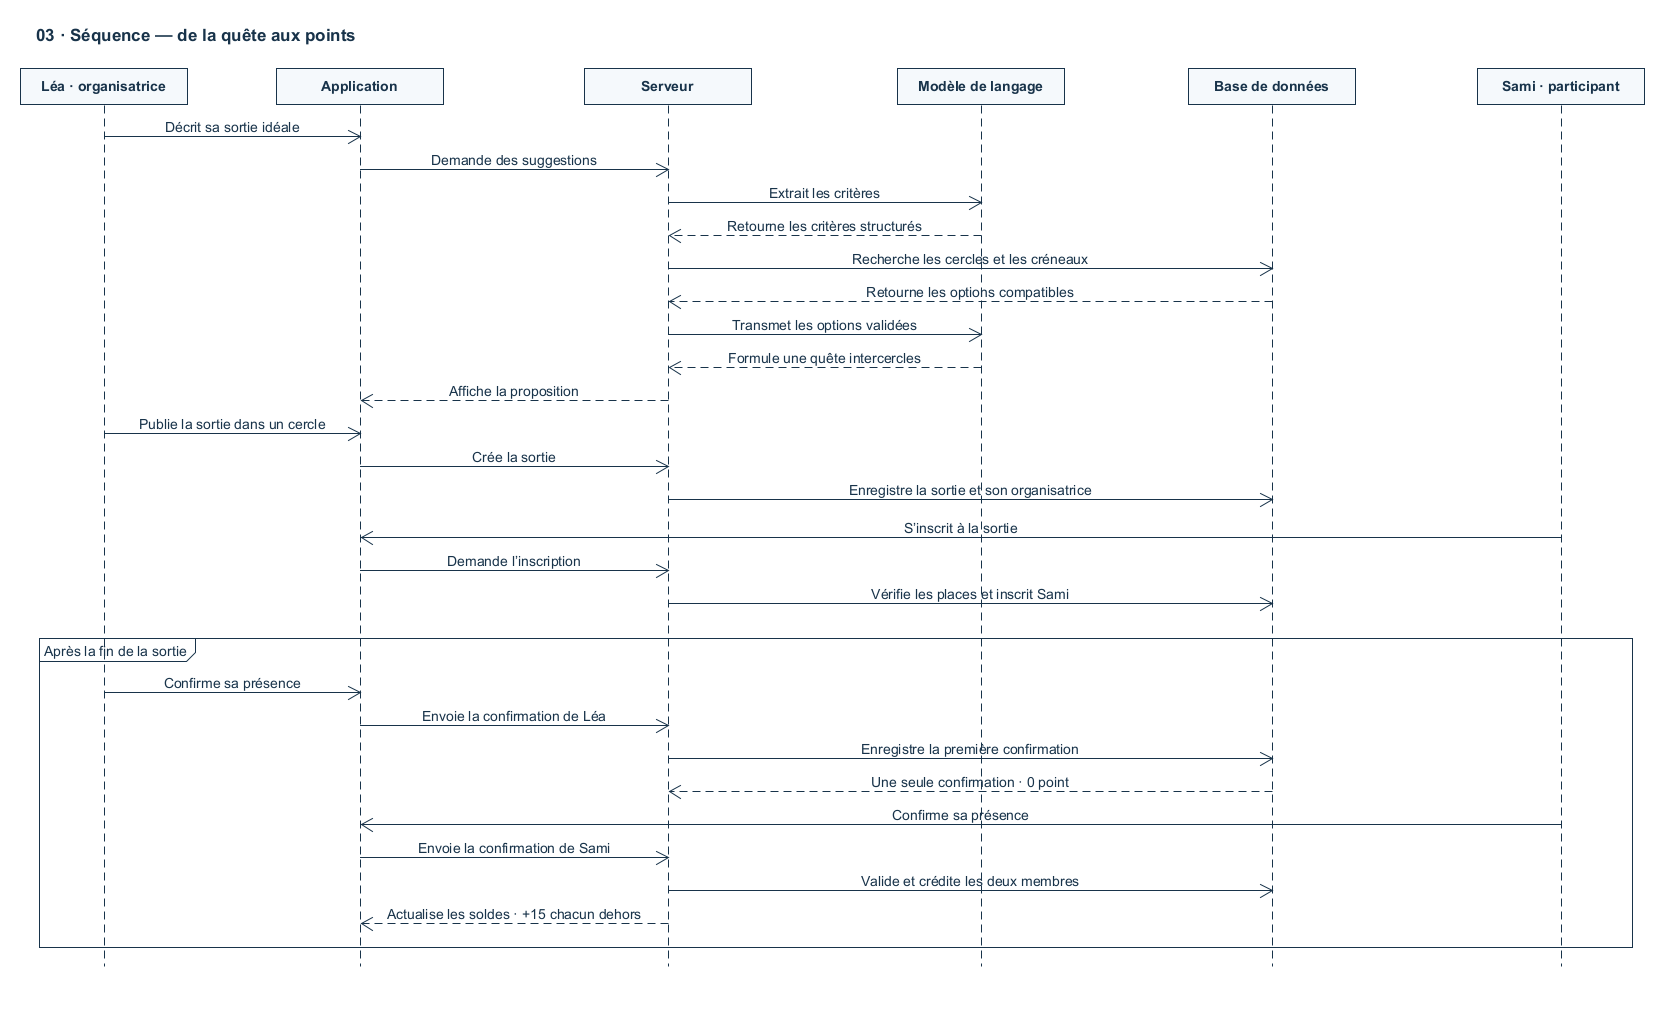 03 · Séquence — de la quête aux points
Léa · organisatrice
Application
Serveur
Modèle de langage
Base de données
Sami · participant
Décrit sa sortie idéale
Demande des suggestions
Extrait les critères
Retourne les critères structurés
Recherche les cercles et les créneaux
Retourne les options compatibles
Transmet les options validées
Formule une quête intercercles
Affiche la proposition
Publie la sortie dans un cercle
Crée la sortie
Enregistre la sortie et son organisatrice
S’inscrit à la sortie
Demande l’inscription
Vérifie les places et inscrit Sami
Après la fin de la sortie
Confirme sa présence
Envoie la confirmation de Léa
Enregistre la première confirmation
Une seule confirmation · 0 point
Confirme sa présence
Envoie la confirmation de Sami
Valide et crédite les deux membres
Actualise les soldes · +15 chacun dehors